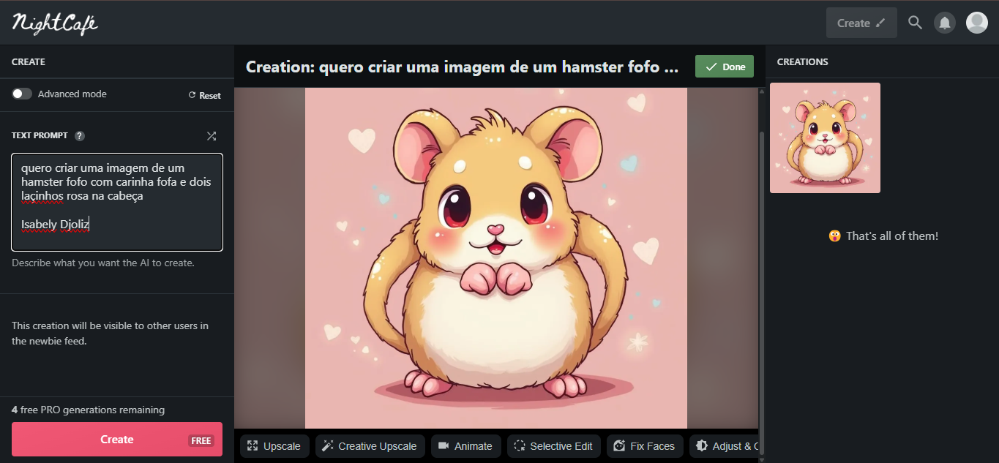 NightCafé
Create
CREATE
Advanced mode
Reset
TEXT PROMPT ?
quero criar uma imagem de um
hamster fofo com carinha fofa e dois
laçinhos rosa na cabeça
Isabely Djoliz
Describe what you want the AI to create.
This creation will be visible to other users in
the newbie feed.
4 free PRO generations remaining
Create FREE
Creation: quero criar uma imagem de um hamster fofo ...
Done
Upscale
Creative Upscale
Animate
Selective Edit
Fix Faces
Adjust &
CREATIONS
That's all of them!